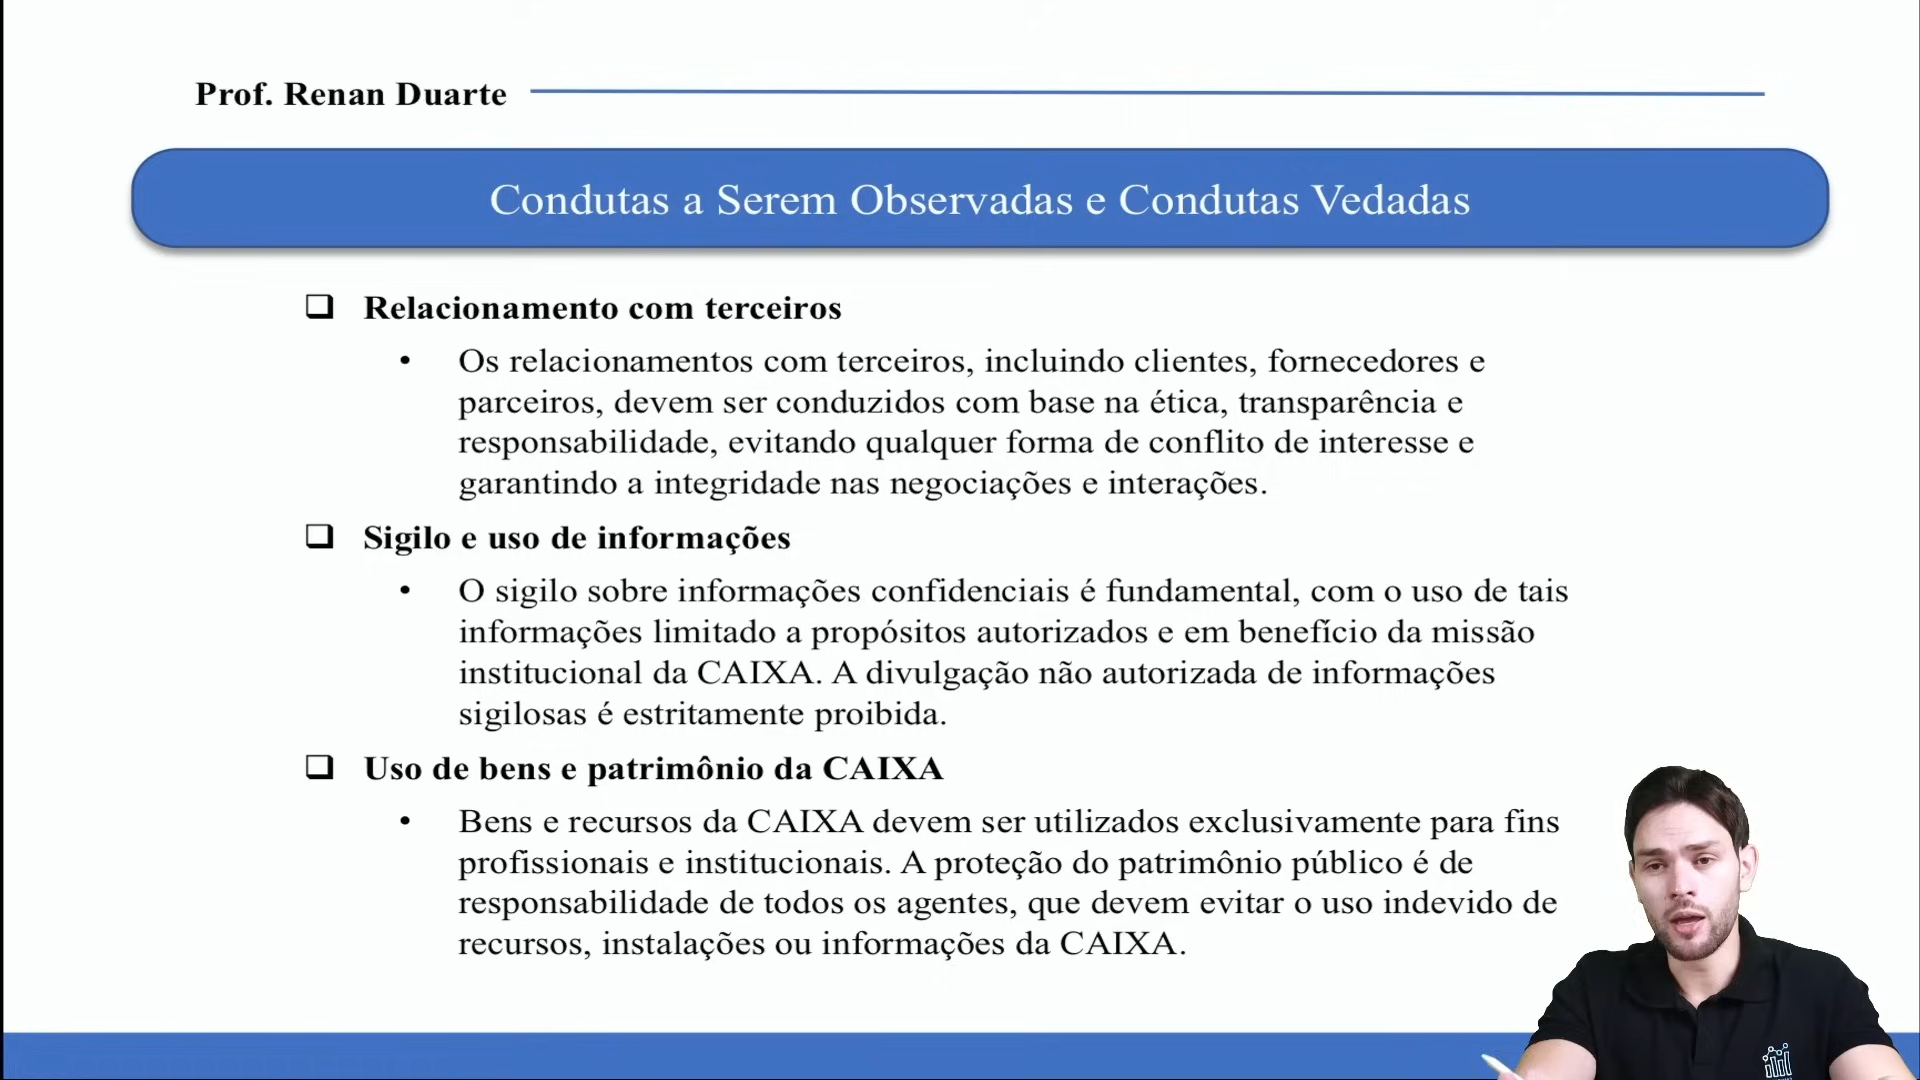 Prof. Renan Duarte
Condutas a Serem Observadas e Condutas Vedadas
Relacionamento com terceiros
• Os relacionamentos com terceiros, incluindo clientes, fornecedores e
parceiros, devem ser conduzidos com base na ética, transparência e
responsabilidade, evitando qualquer forma de conflito de interesse e
garantindo a integridade nas negociações e interações.
Sigilo e uso de informações
• O sigilo sobre informações confidenciais é fundamental, com o uso de tais
informações limitado a propósitos autorizados e em benefício da missão
institucional da CAIXA. A divulgação não autorizada de informações
sigilosas é estritamente proibida.
Uso de bens e patrimônio da CAIXA
• Bens e recursos da CAIXA devem ser utilizados exclusivamente para fins
profissionais e institucionais. A proteção do patrimônio público é de
responsabilidade de todos os agentes, que devem evitar o uso indevido de
recursos, instalações ou informações da CAIXA.